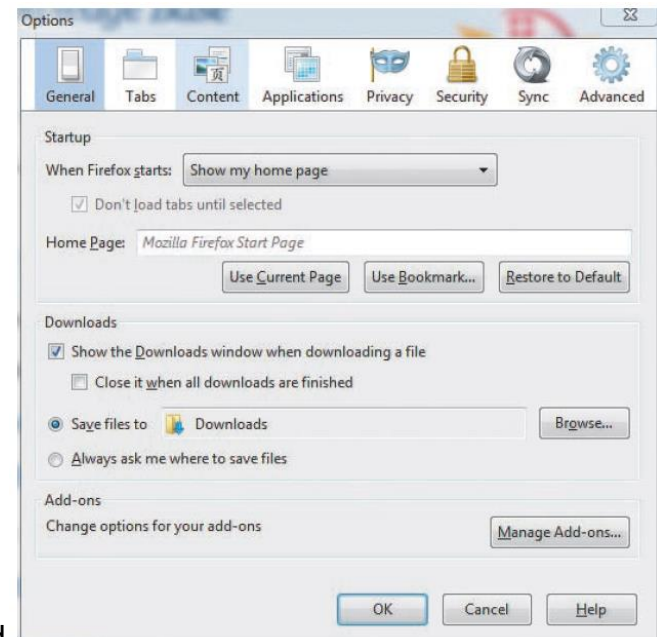 Options
General Tabs Content Applications Privacy Security Sync Advanced
Startup
When Firefox starts: Show my home page
Don't load tabs until selected
Home Page: Mozilla Firefox Start Page
Use Current Page Use Bookmark... Restore to Default
Downloads
Show the Downloads window when downloading a file
Close it when all downloads are finished
Save files to Downloads Browse...
Always ask me where to save files
Add-ons
Change options for your add-ons Manage Add-ons...
OK Cancel Help